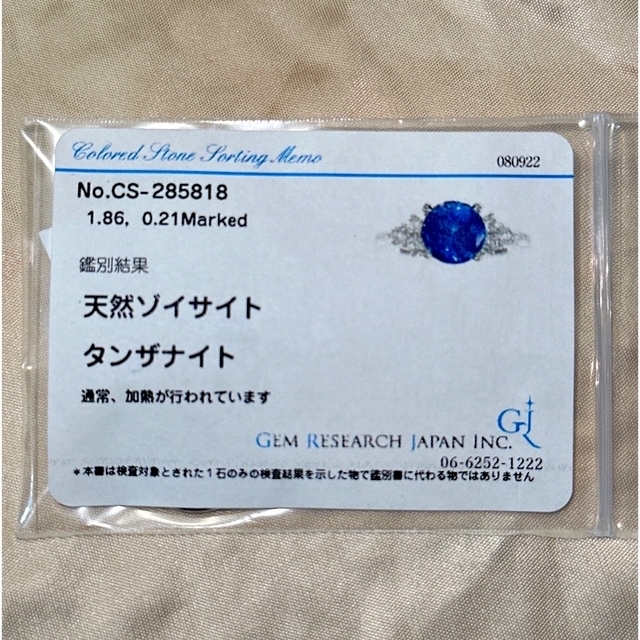 Colored Stone Sorting Memo
080922
No.CS-285818
1.86, 0.21Marked
鑑別結果
天然ゾイサイト
タンザナイト
通常、加熱が行われています
GJ
GEM RESEARCH JAPAN INC.
06-6252-1222
*本書は検査対象とされた1石のみの検査結果を示した物で鑑別書に代わる物ではありません